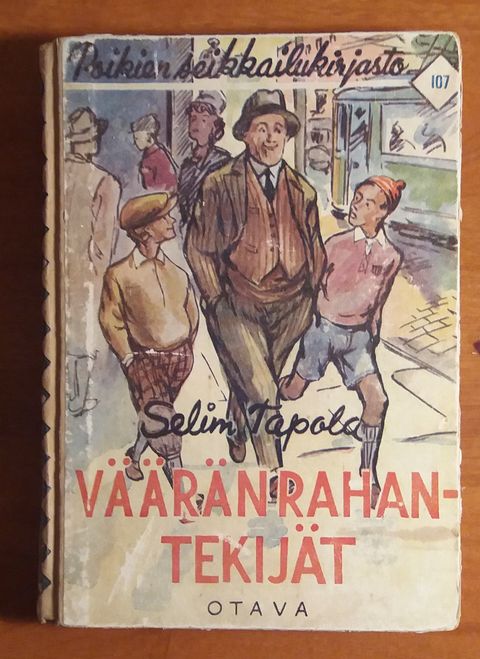 Poikien seikkailukirjasto
107
Selim Tapola
VÄÄRÄNRAHAN-
TEKIJÄT
OTAVA